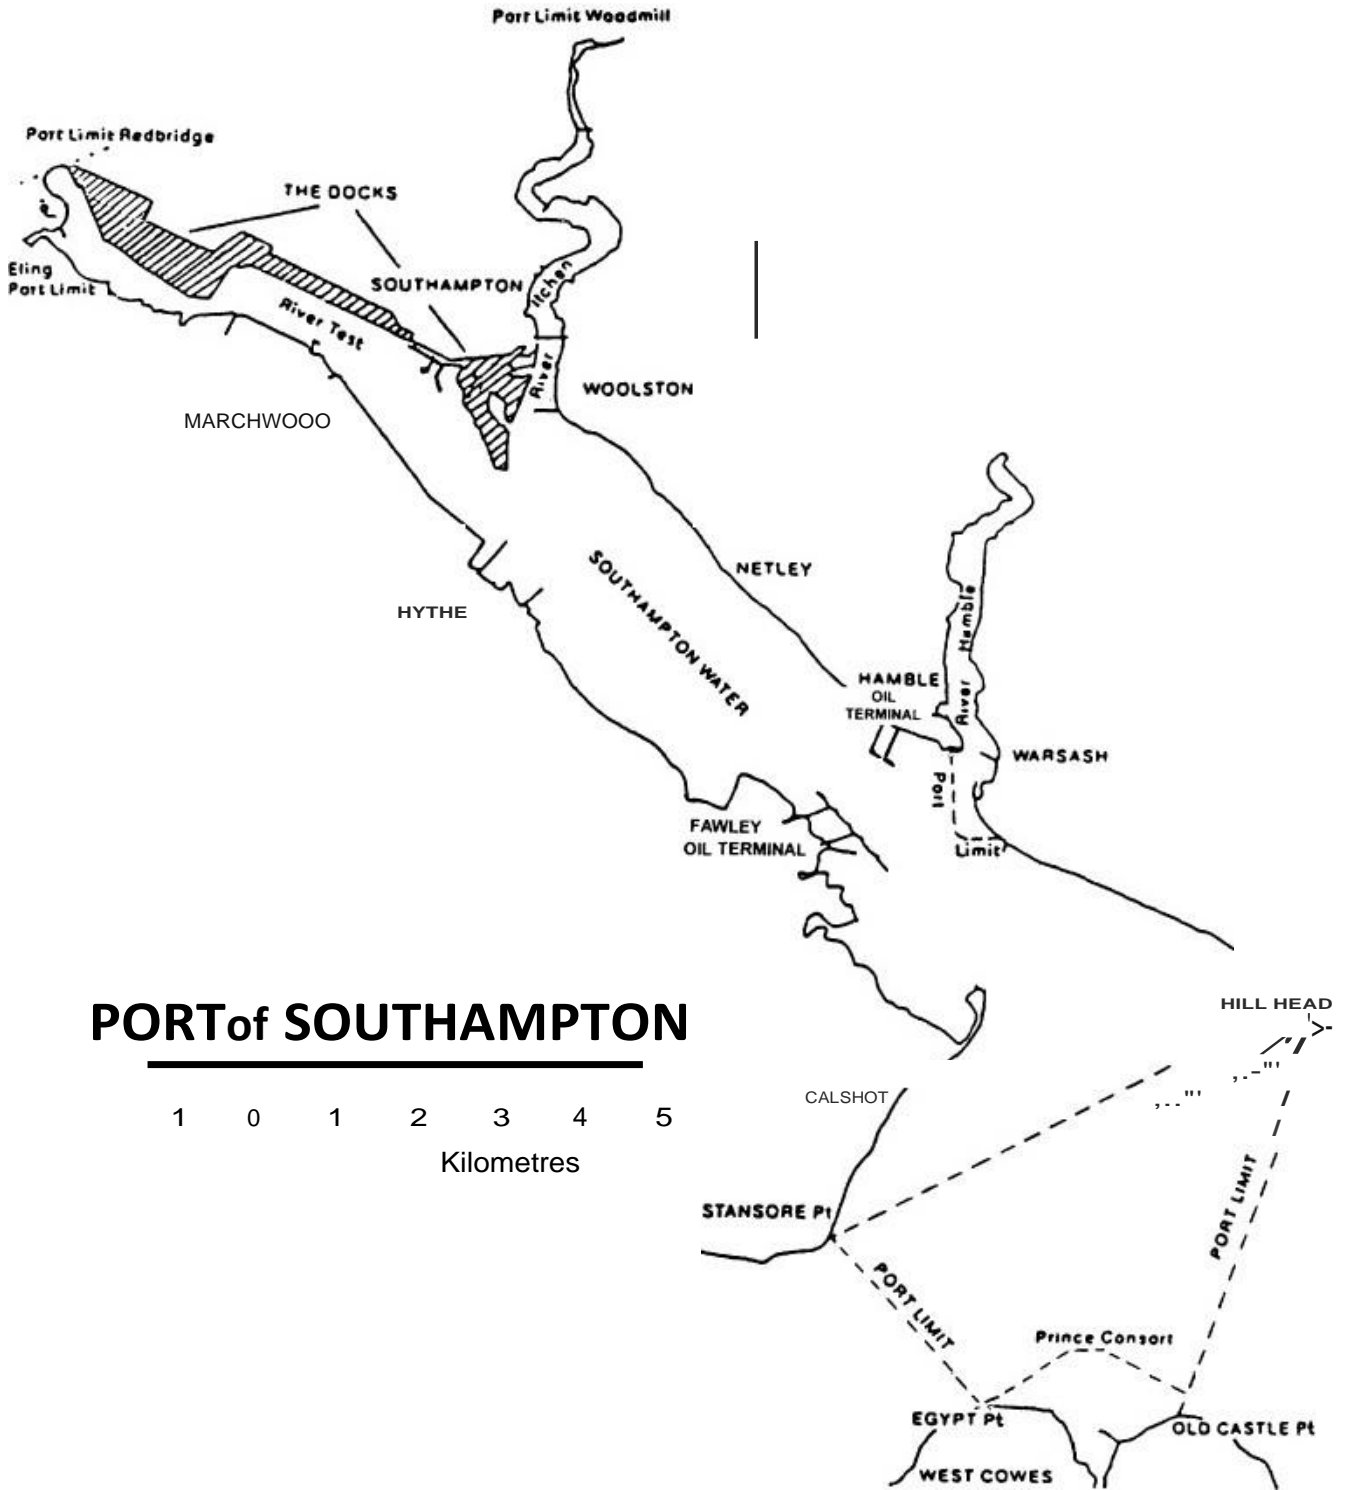 Port Limit Woodmill
Port Limit Redbridge
THE DOCKS
Eling
Port Limit
SOUTHAMPTON
River Itchen
River Test
WOOLSTON
MARCHWOOO
NETLEY
SOUTHAMPTON WATER
HYTHE
River Hamble
HAMBLE
OIL
TERMINAL
WARSASH
Port
Limit
FAWLEY
OIL TERMINAL
PORT of SOUTHAMPTON
1 0 1 2 3 4 5
Kilometres
HILL HEAD
CALSHOT
STANSORE Pt
PORT LIMIT
PORT LIMIT
Prince Consort
EGYPT Pt
OLD CASTLE Pt
WEST COWES